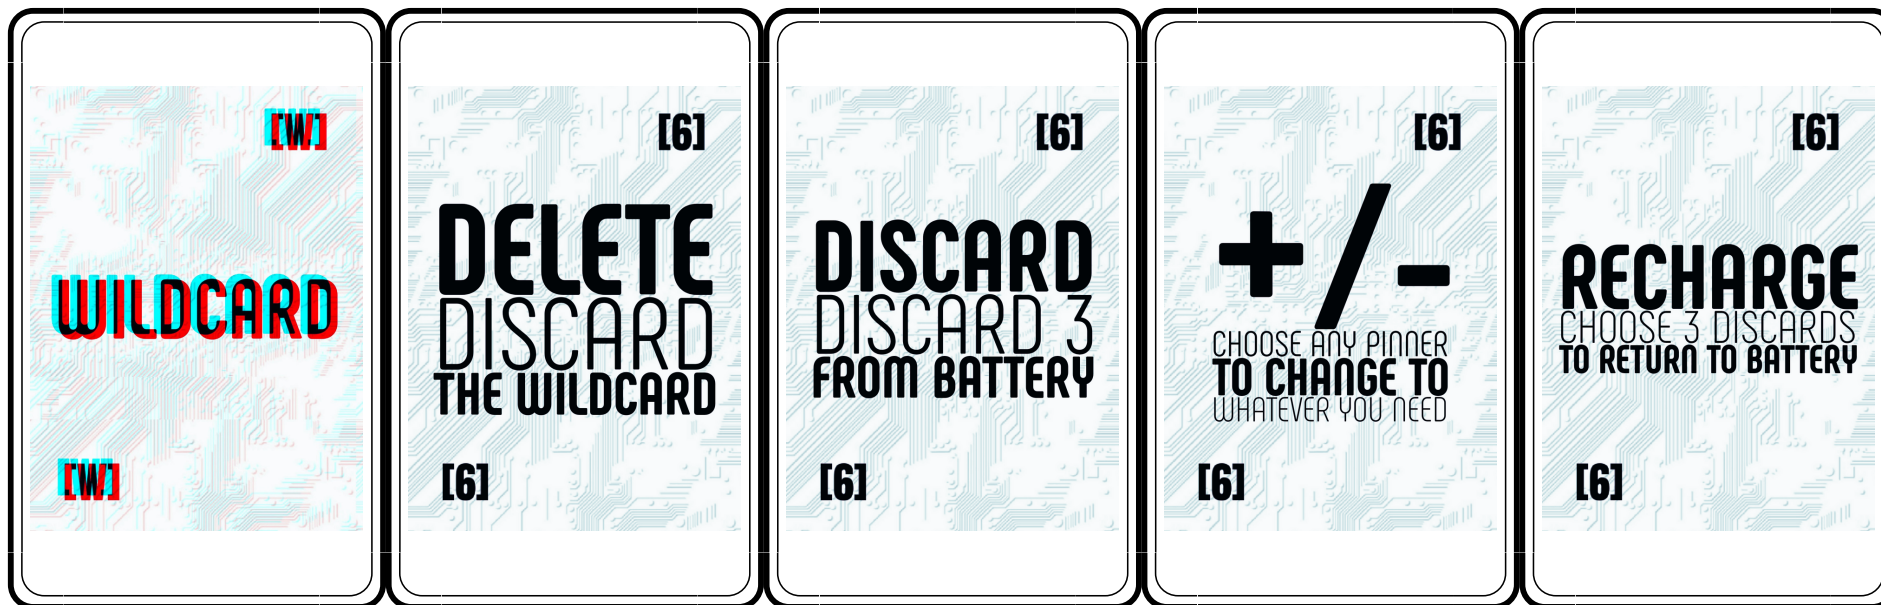 [W]
WILDCARD
[W]
[6]
DELETE
DISCARD
THE WILDCARD
[6]
[6]
DISCARD
DISCARD 3
FROM BATTERY
[6]
[6]
+/-
CHOOSE ANY PINNER
TO CHANGE TO
WHATEVER YOU NEED
[6]
[6]
RECHARGE
CHOOSE 3 DISCARDS
TO RETURN TO BATTERY
[6]